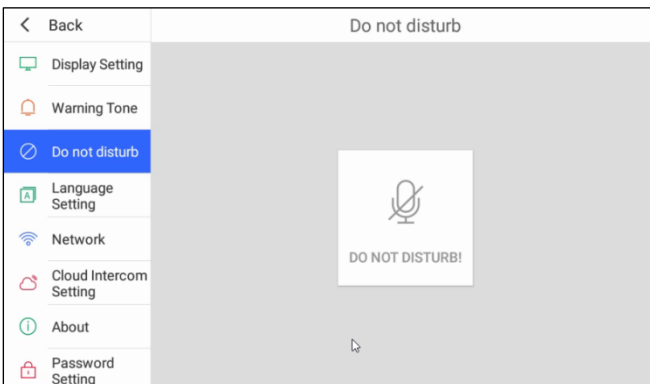 Back
Do not disturb
Display Setting
Warning Tone
Do not disturb
A
Language
Setting
Network
Cloud Intercom
Setting
About
Password
Setting
DO NOT DISTURB!